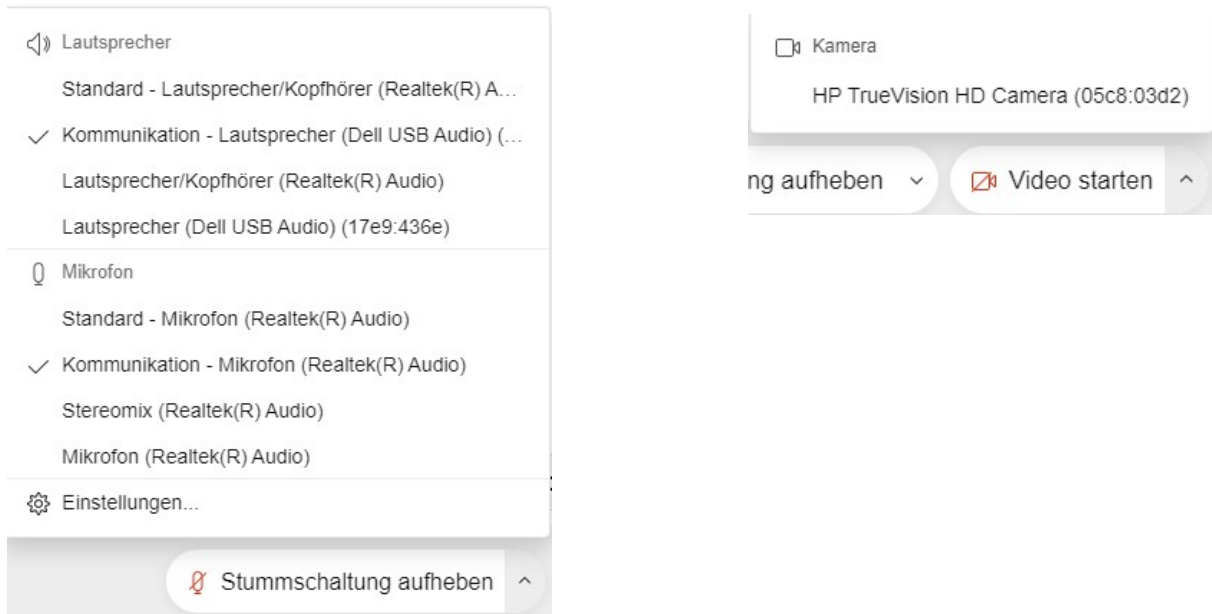 Lautsprecher
Standard - Lautsprecher/Kopfhörer (Realtek(R) A...
Kommunikation - Lautsprecher (Dell USB Audio) (...
Lautsprecher/Kopfhörer (Realtek(R) Audio)
Lautsprecher (Dell USB Audio) (17e9:436e)
Mikrofon
Standard - Mikrofon (Realtek(R) Audio)
Kommunikation - Mikrofon (Realtek(R) Audio)
Stereomix (Realtek(R) Audio)
Mikrofon (Realtek(R) Audio)
Einstellungen...
Stummschaltung aufheben
Kamera
HP TrueVision HD Camera (05c8:03d2)
ng aufheben
Video starten